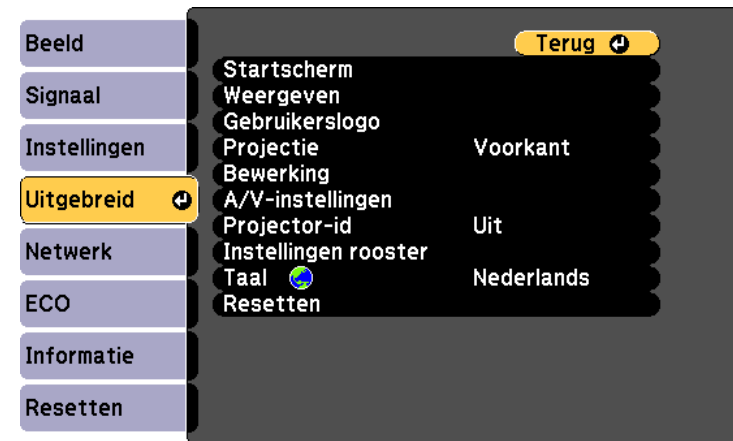 Beeld
Signaal
Instellingen
Uitgebreid
Netwerk
ECO
Informatie
Resetten
Terug
Startscherm
Weergeven
Gebruikerslogo
Projectie Voorkant
Bewerking
A/V-instellingen
Projector-id Uit
Instellingen rooster
Taal Nederlands
Resetten